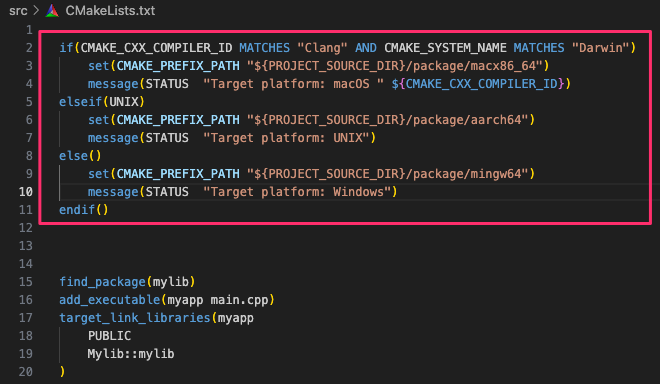 src > CMakeLists.txt
1
2 if(CMAKE_CXX_COMPILER_ID MATCHES "Clang" AND CMAKE_SYSTEM_NAME MATCHES "Darwin")
3 set(CMAKE_PREFIX_PATH "${PROJECT_SOURCE_DIR}/package/macx86_64")
4 message(STATUS "Target platform: macOS " ${CMAKE_CXX_COMPILER_ID})
5 elseif(UNIX)
6 set(CMAKE_PREFIX_PATH "${PROJECT_SOURCE_DIR}/package/aarch64")
7 message(STATUS "Target platform: UNIX")
8 else()
9 set(CMAKE_PREFIX_PATH "${PROJECT_SOURCE_DIR}/package/mingw64")
10 message(STATUS "Target platform: Windows")
11 endif()
12
13
14
15 find_package(mylib)
16 add_executable(myapp main.cpp)
17 target_link_libraries(myapp
18 PUBLIC
19 Mylib::mylib
20 )